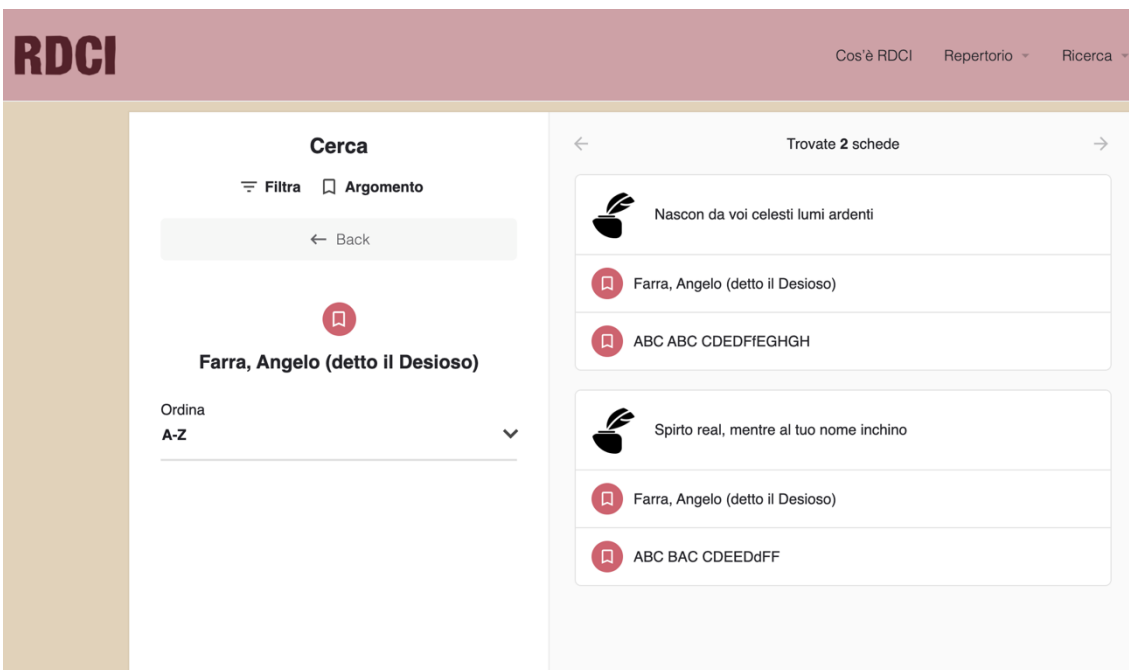 RDCI
Cos'è RDCI Repertorio Ricerca
Cerca
Filtra Argomento
← Back
Farra, Angelo (detto il Desioso)
Ordina
A-Z
← Trovate 2 schede →
Nascon da voi celesti lumi ardenti
Farra, Angelo (detto il Desioso)
ABC ABC CDEDFfEGHGH
Spirto real, mentre al tuo nome inchino
Farra, Angelo (detto il Desioso)
ABC BAC CDEEDdFF